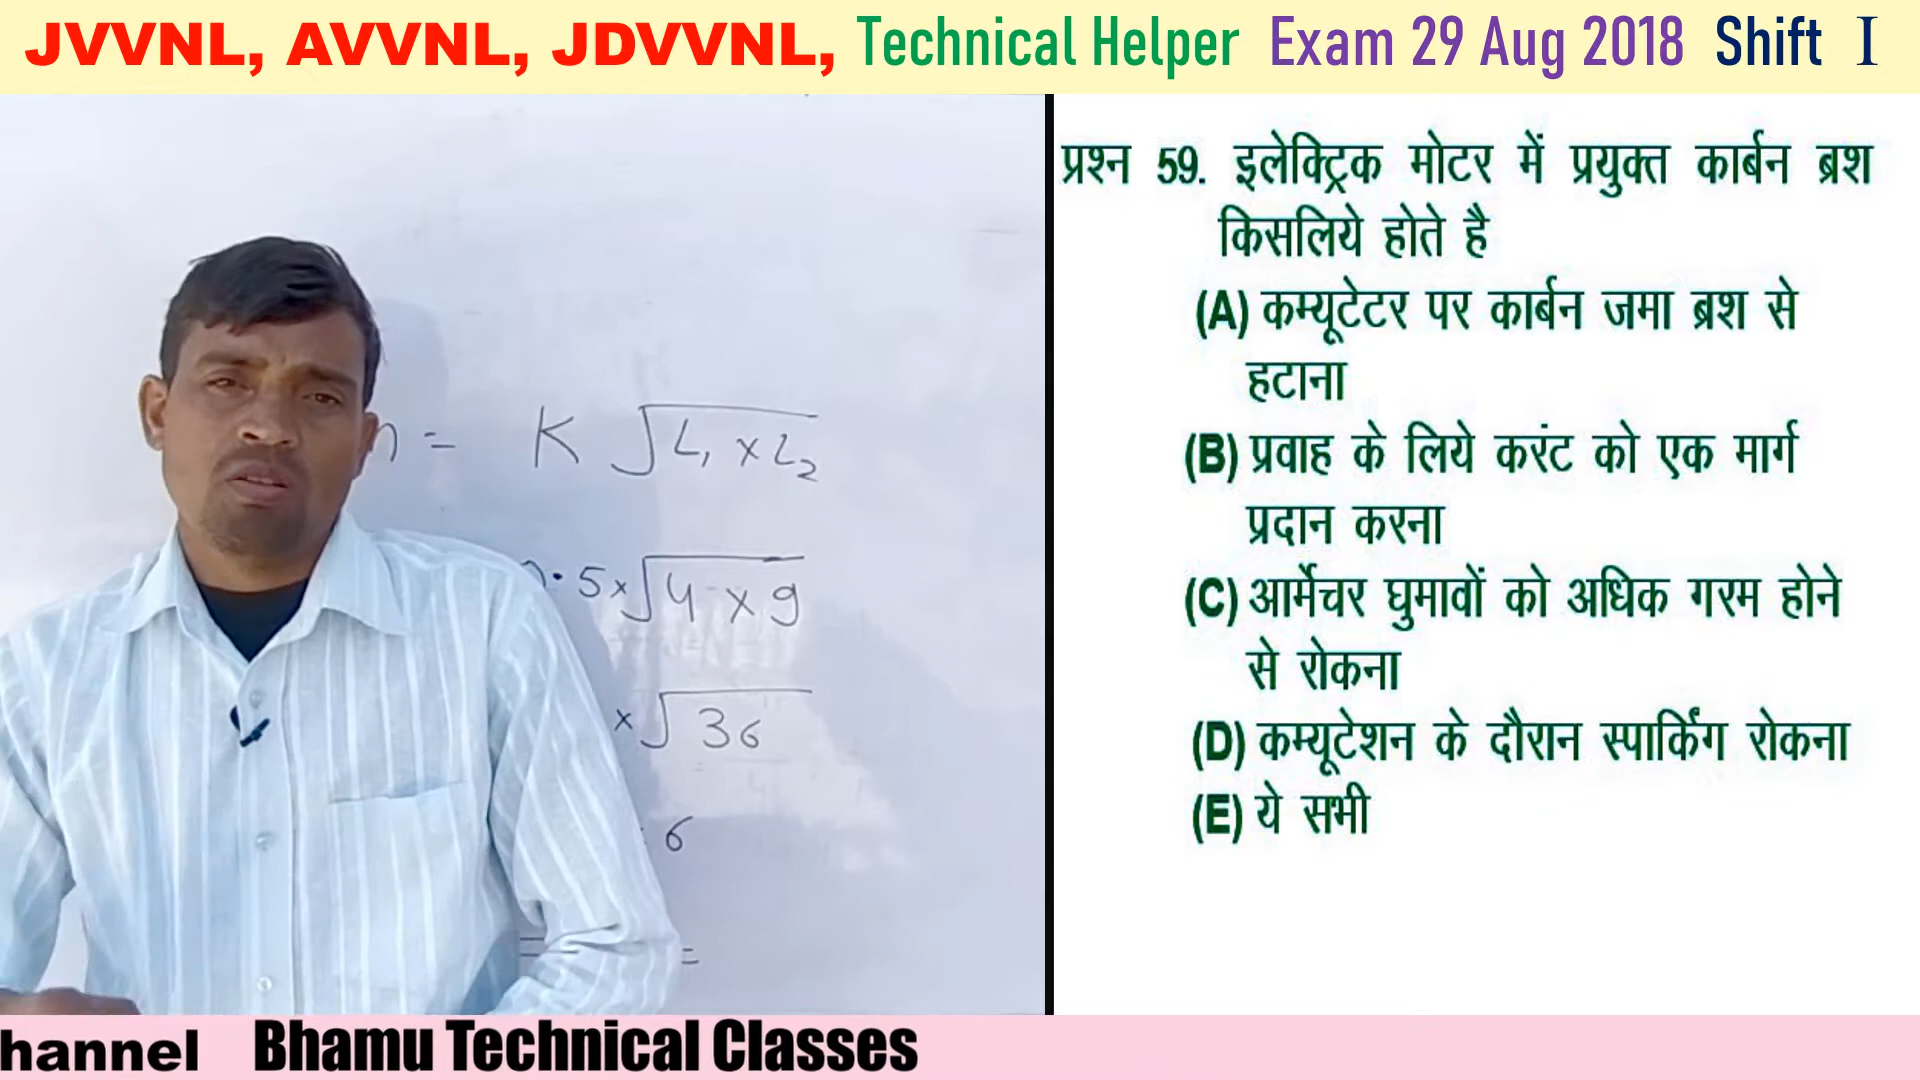 JVVNL, AVVNL, JDVVNL, Technical Helper Exam 29 Aug 2018 Shift I
n = K √L₁ × L₂
· 5 × √4 × 9
× √36
6
=
प्रश्न 59. इलेक्ट्रिक मोटर में प्रयुक्त कार्बन ब्रश
किसलिये होते है
(A) कम्यूटेटर पर कार्बन जमा ब्रश से
हटाना
(B) प्रवाह के लिये करंट को एक मार्ग
प्रदान करना
(C) आर्मेचर घुमावों को अधिक गरम होने
से रोकना
(D) कम्यूटेशन के दौरान स्पार्किंग रोकना
(E) ये सभी
hannel Bhamu Technical Classes